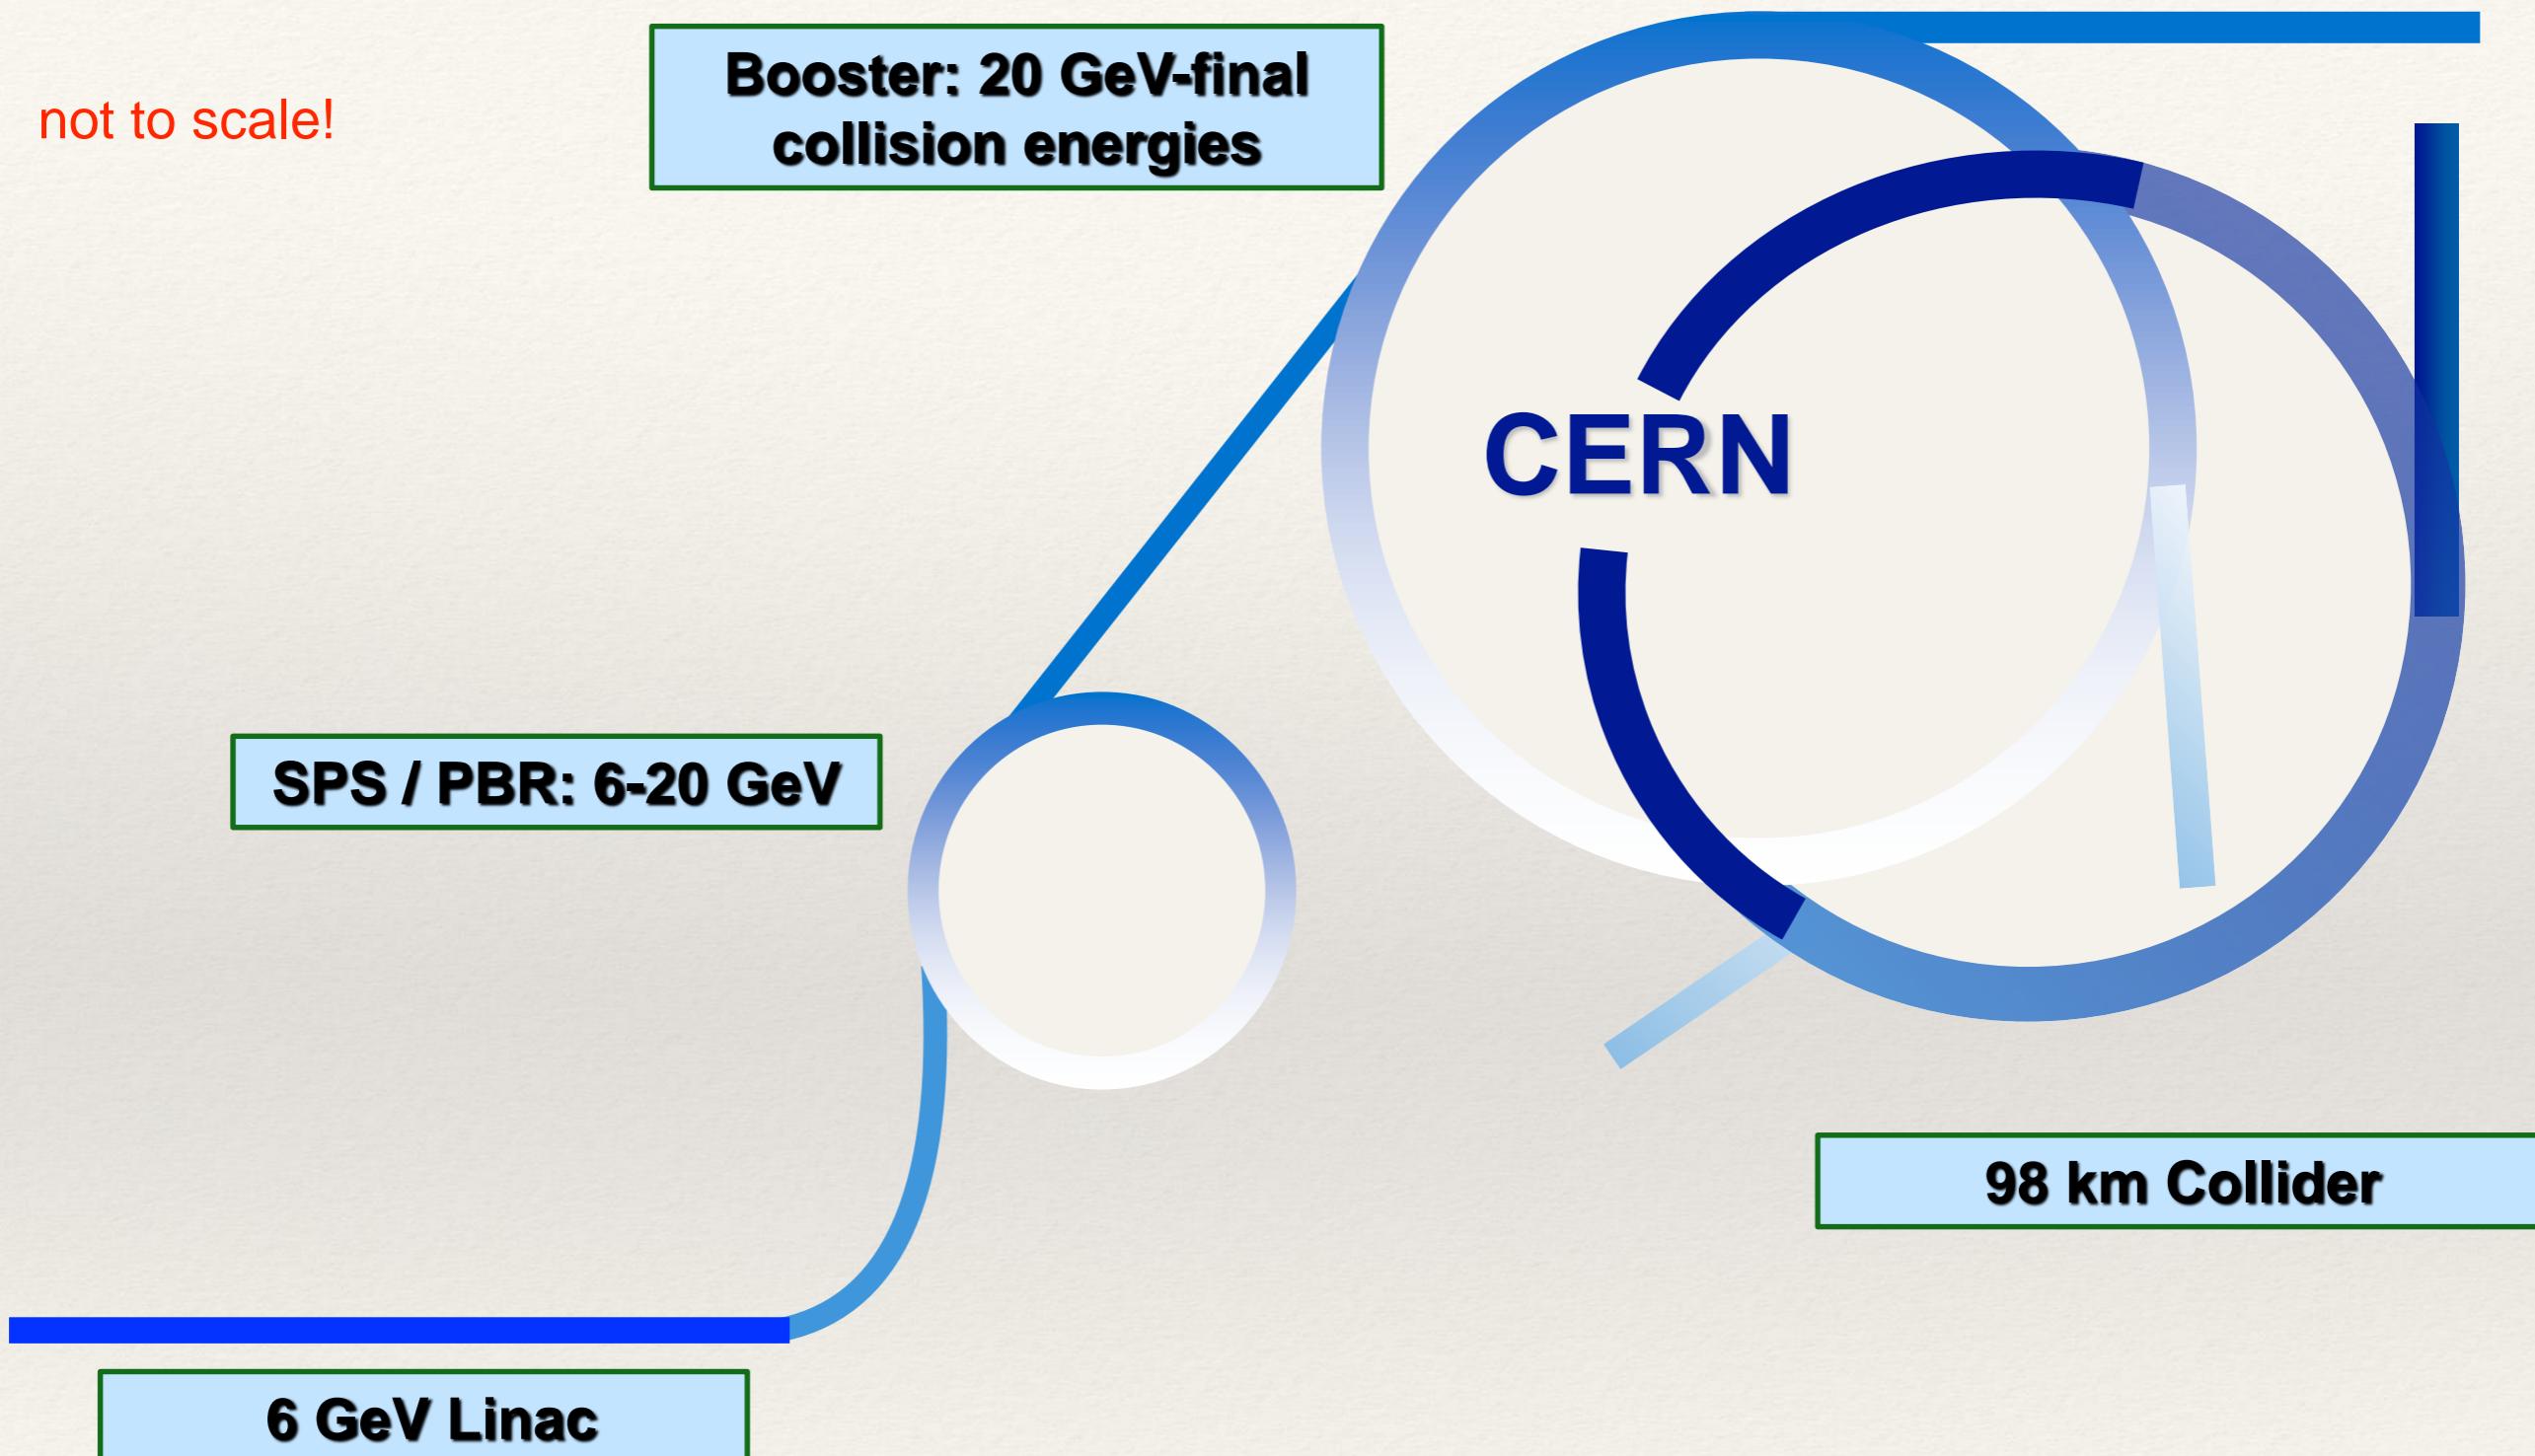 not to scale!
Booster: 20 GeV-final
collision energies
CERN
SPS / PBR: 6-20 GeV
98 km Collider
6 GeV Linac